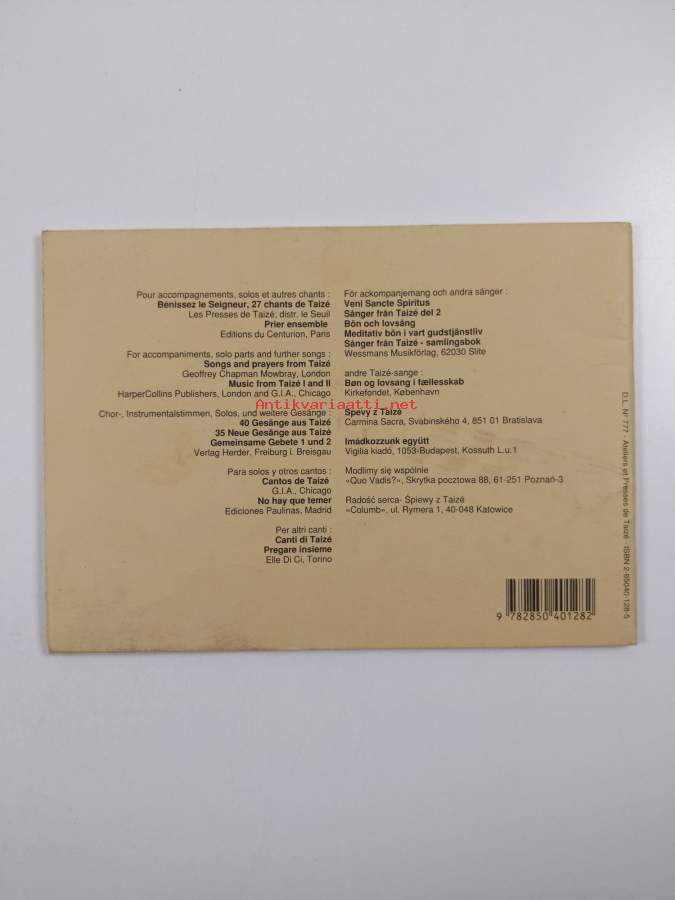 Pour accompagnements, solos et autres chants :
Bénissez le Seigneur, 27 chants de Taizé
Les Presses de Taizé; distr. le Seuil
Prier ensemble
Editions du Centurion, Paris
For accompaniments, solo parts and further songs :
Songs and prayers from Taizé
Geoffrey Chapman Mowbray, London
Music from Taizé I and II
HarperCollins Publishers, London and G.I.A., Chicago
Chor-, Instrumentalstimmen, Solos, und weitere Gesänge :
40 Gesänge aus Taizé
35 Neue Gesänge aus Taizé
Gemeinsame Gebete 1 und 2
Verlag Herder, Freiburg i. Breisgau
Para solos y otros cantos :
Cantos de Taizé
G.I.A., Chicago
No hay que temer
Ediciones Paulinas, Madrid
Per altri canti :
Canti di Taizé
Pregare insieme
Elle Di Ci, Torino
För ackompanjemang och andra sånger :
Veni Sancte Spiritus
Sånger från Taizé del 2
Bön och lovsång
Meditativ bön i vart gudstjänstliv
Sånger från Taizé - samlingsbok
Wessmans Musikförlag, 62030 Slite
andre Taizé-sange :
Bøn og lovsang i fællesskab
Kirkefondet, København
Spevy z Taizé
Carmina Sacra, Svabinského 4, 851 01 Bratislava
Imádkozzunk együtt
Vigilia kiadó, 1053-Budapest, Kossuth L.u.1
Modlimy się wspólnie
«Quo Vadis?», Skrytka pocztowa 88, 61-251 Poznań-3
Radość serca- Śpiewy z Taizé
«Columb», ul. Rymera 1, 40-048 Katowice
Antikvariaatti.net
9 782850 401282
D.L. Nº 777 - Ateliers et Presses de Taizé - ISBN 2-85040-128-5